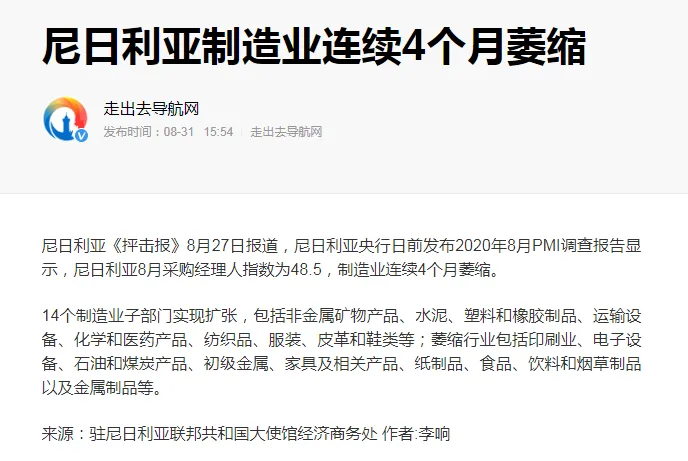 尼日利亚制造业连续4个月萎缩
走出去导航网
发布时间：08-31 15:54 走出去导航网
尼日利亚《抨击报》8月27日报道，尼日利亚央行日前发布2020年8月PMI调查报告显
示，尼日利亚8月采购经理人指数为48.5，制造业连续4个月萎缩。
14个制造业子部门实现扩张，包括非金属矿物产品、水泥、塑料和橡胶制品、运输设
备、化学和医药产品、纺织品、服装、皮革和鞋类等；萎缩行业包括印刷业、电子设
备、石油和煤炭产品、初级金属、家具及相关产品、纸制品、食品、饮料和烟草制品
以及金属制品等。
来源：驻尼日利亚联邦共和国大使馆经济商务处 作者:李响